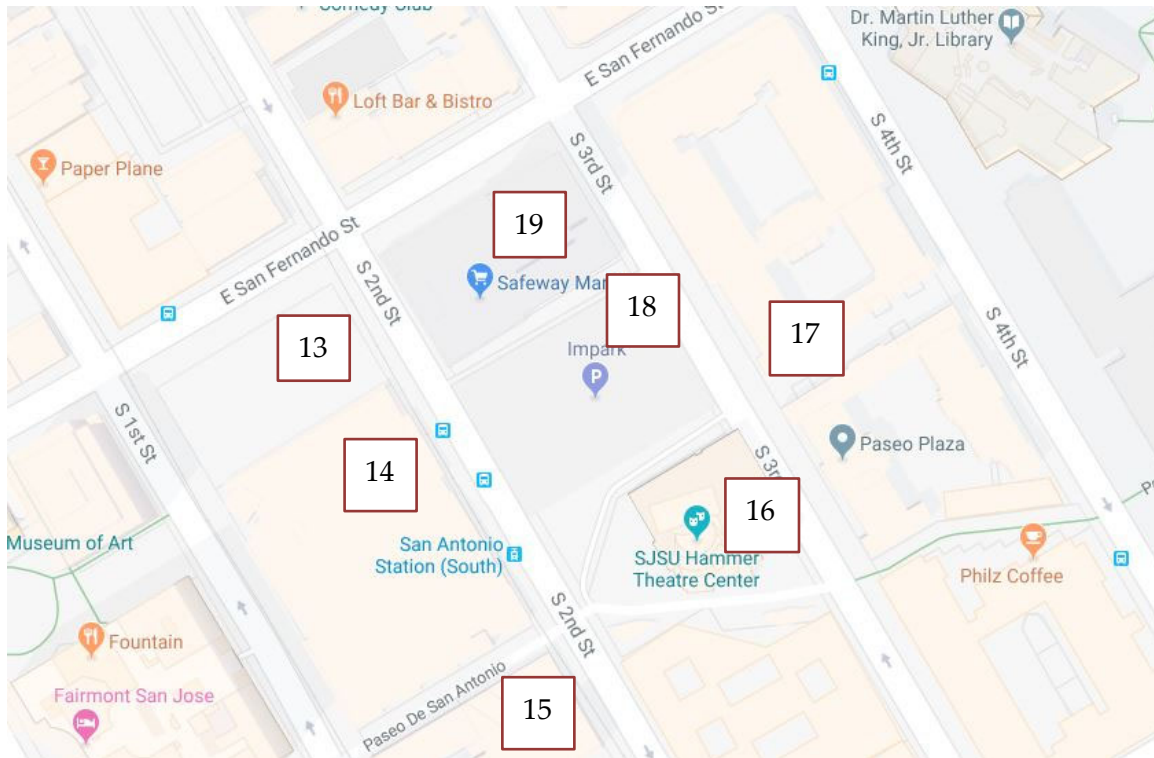 Comedy Club
Dr. Martin Luther
King, Jr. Library
E San Fernando St
Loft Bar & Bistro
S 3rd St
S 4th St
Paper Plane
19
E San Fernando St
S 2nd St
Safeway Mar
18
17
S 4th St
13
Impark
P
S 1st St
14
Paseo Plaza
S 3r
16
Museum of Art
San Antonio
Station (South)
SJSU Hammer
Theatre Center
Philz Coffee
S 2nd St
Fountain
Fairmont San Jose
Paseo De San Antonio
15